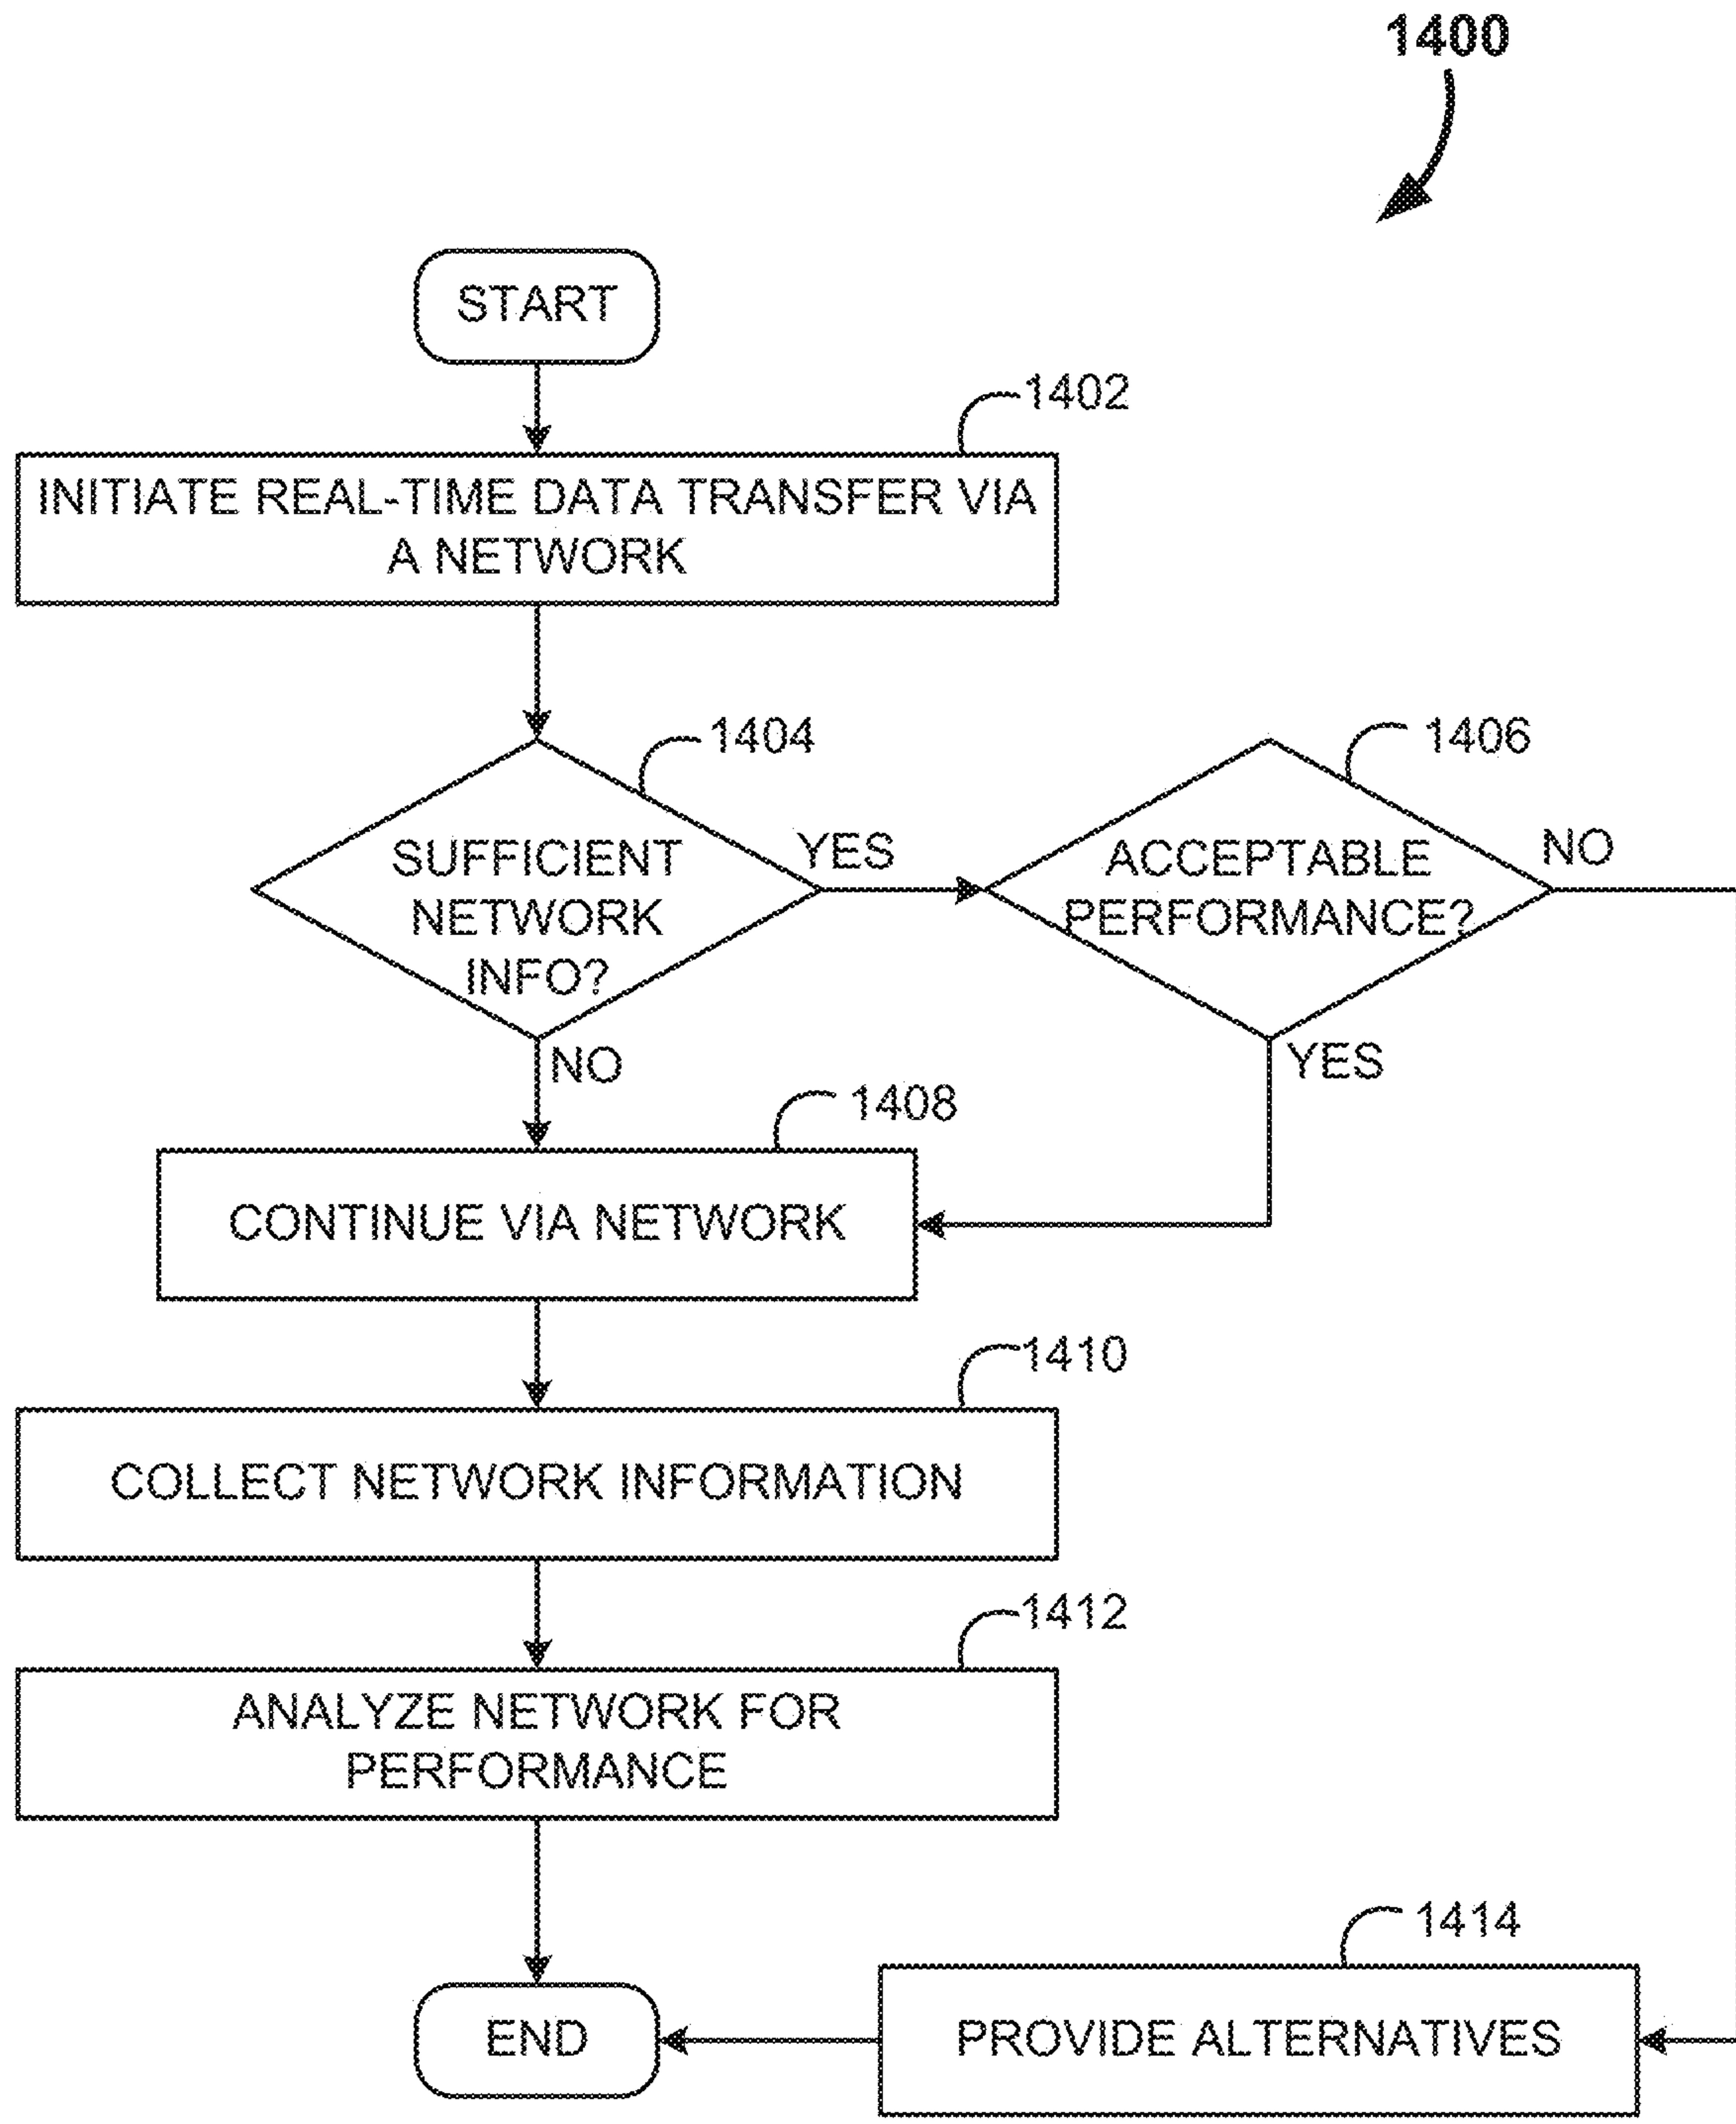 1400
START
1402
INITIATE REAL-TIME DATA TRANSFER VIA
A NETWORK
1404
1406
SUFFICIENT
NETWORK
INFO?
YES
ACCEPTABLE
PERFORMANCE?
NO
NO
YES
1408
CONTINUE VIA NETWORK
1410
COLLECT NETWORK INFORMATION
1412
ANALYZE NETWORK FOR
PERFORMANCE
1414
END
PROVIDE ALTERNATIVES